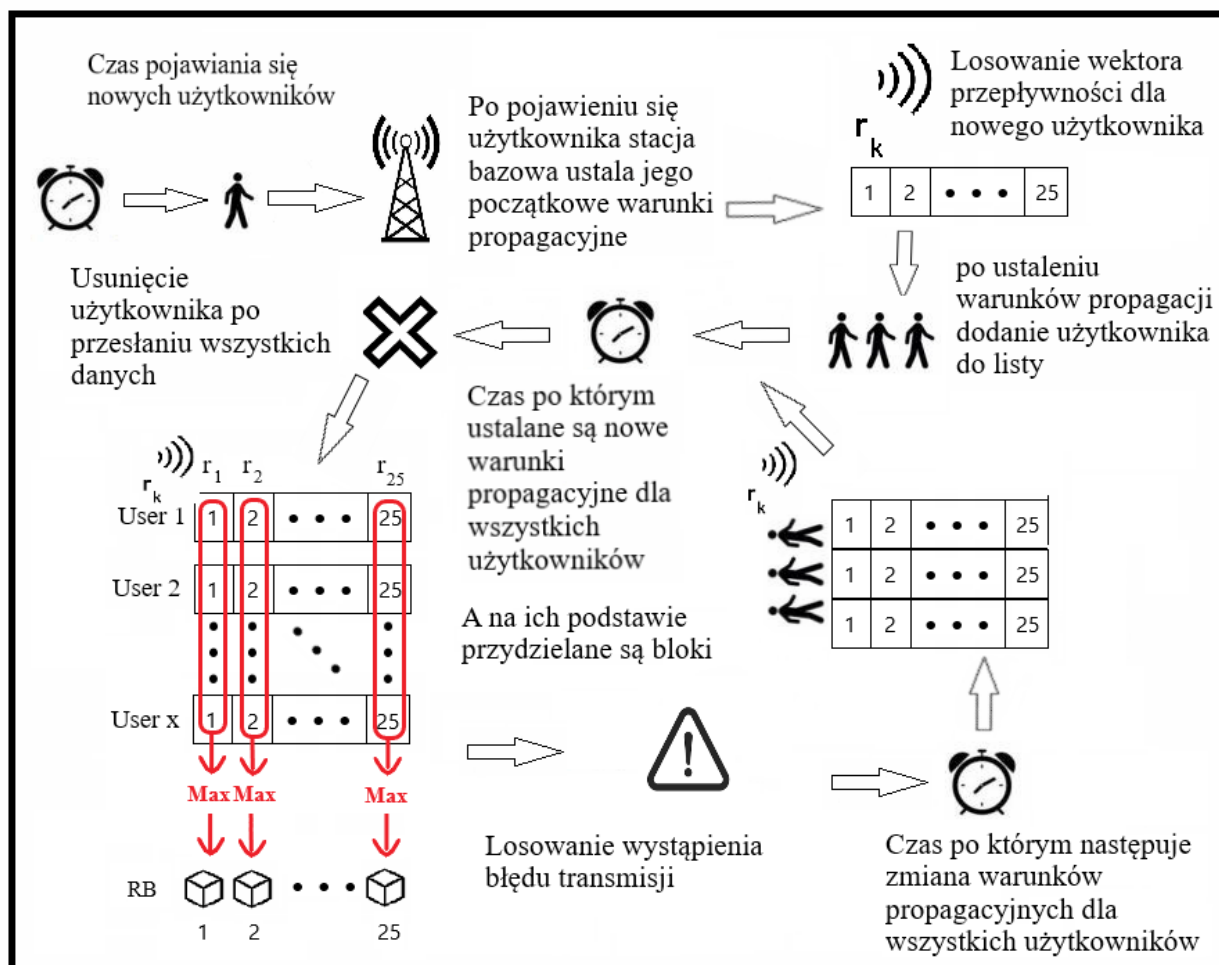 Czas pojawiania się
nowych użytkowników
Po pojawieniu się
użytkownika stacja
bazowa ustala jego
początkowe warunki
propagacyjne
Losowanie wektora
przepływności dla
nowego użytkownika
r_k
1 2 • • • 25
po ustaleniu
warunków propagacji
dodanie użytkownika
do listy
Usunięcie
użytkownika po
przesłaniu wszystkich
danych
Czas po którym
ustalane są nowe
warunki
propagacyjne dla
wszystkich
użytkowników
A na ich podstawie
przydzielane są bloki
r_k r_1 r_2 r_25
User 1 1 2 • • • 25
User 2 1 2 • • • 25
User x 1 2 • • • 25
Max Max Max
RB • • •
1 2 25
Losowanie wystąpienia
błędu transmisji
Czas po którym następuje
zmiana warunków
propagacyjnych dla
wszystkich użytkowników
r_k
1 2 • • • 25
1 2 • • • 25
1 2 • • • 25